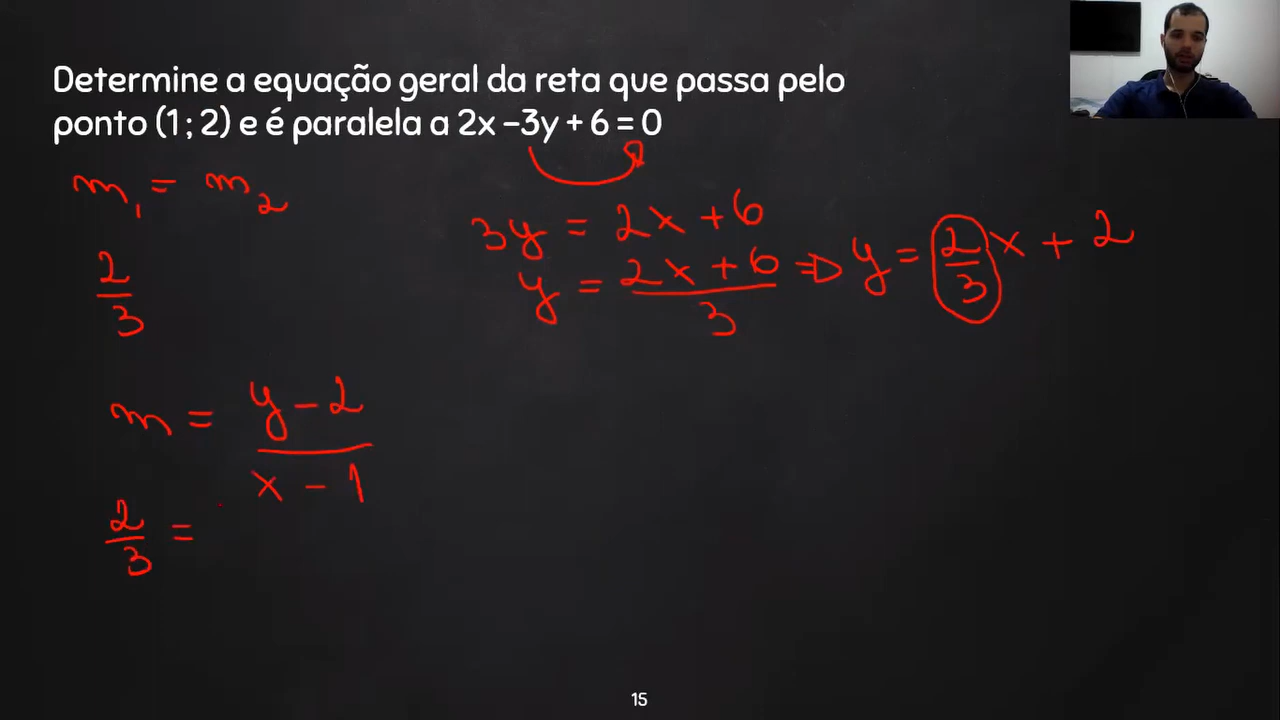 Determine a equação geral da reta que passa pelo
ponto (1 ; 2) e é paralela a 2x -3y + 6 = 0
m₁ = m₂
2/3
3y = 2x + 6
y = (2x + 6)/3 ⇒ y = 2/3 x + 2
m = (y - 2)/(x - 1)
2/3 =
15